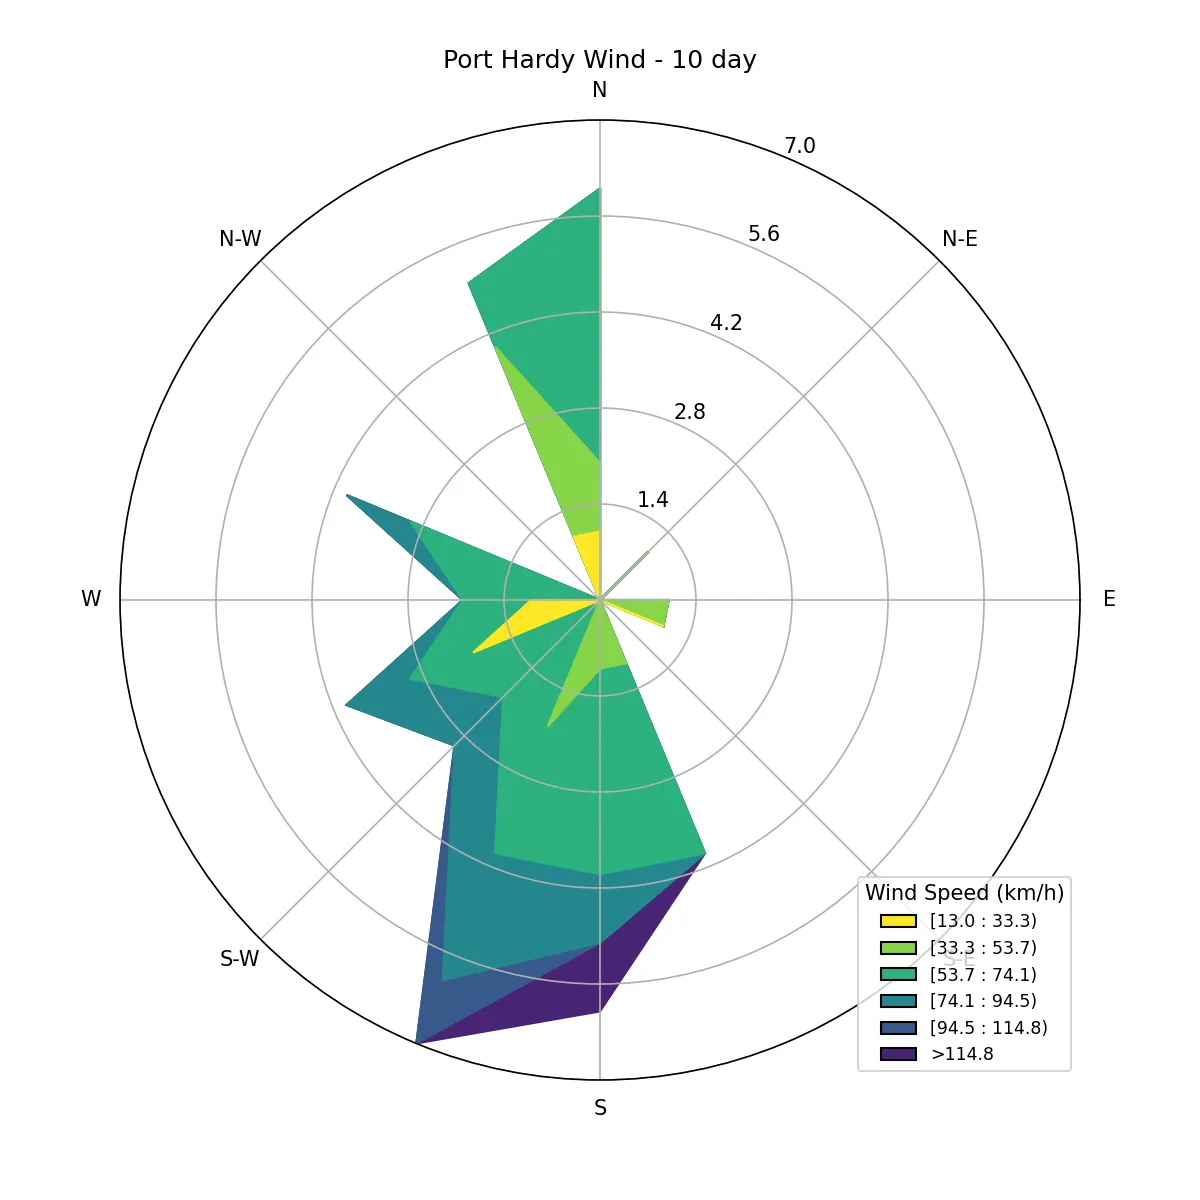 Port Hardy Wind - 10 day
N
7.0
N-W
5.6
N-E
4.2
2.8
1.4
W
E
S-W
S-E
S
Wind Speed (km/h)
[13.0 : 33.3)
[33.3 : 53.7)
[53.7 : 74.1)
[74.1 : 94.5)
[94.5 : 114.8)
>114.8